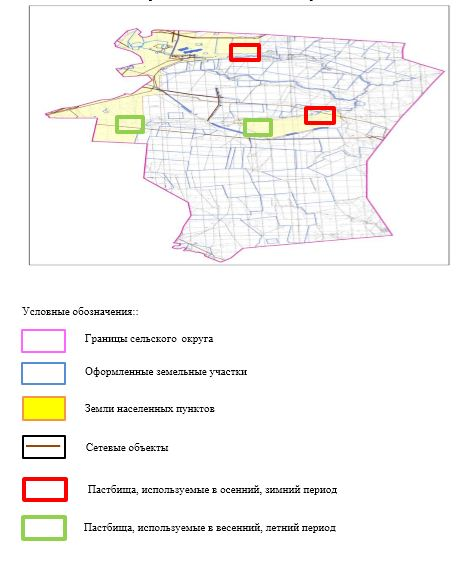 Условные обозначения::
Границы сельского округа
Оформленные земельные участки
Земли населенных пунктов
Сетевые объекты
Пастбища, используемые в осенний, зимний период
Пастбища, используемые в весенний, летний период